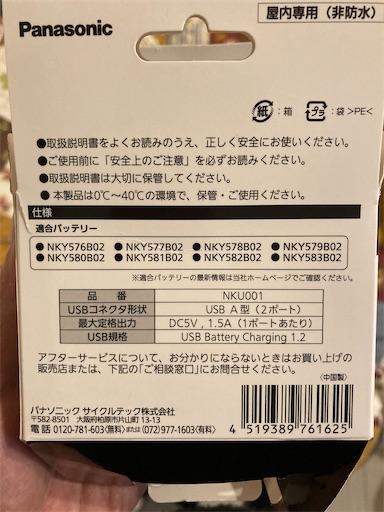 Panasonic
屋内専用（非防水）
紙：箱 プラ：袋>PE<
●取扱説明書をよくお読みのうえ、正しく安全にお使いください。
●ご使用前に「安全上のご注意」を必ずお読みください。
●取扱説明書は大切に保管してください。
●本製品は0℃～40℃の環境で、保管・ご使用ください。
仕様
適合バッテリー
●NKY576B02 ●NKY577B02 ●NKY578B02 ●NKY579B02
●NKY580B02 ●NKY581B02 ●NKY582B02 ●NKY583B02
※適合バッテリーの最新情報は当社ホームページでご確認ください。
品番 NKU001
USBコネクタ形状 USB A型（2ポート）
最大定格出力 DC5V , 1.5A（1ポートあたり）
USB規格 USB Battery Charging 1.2
アフターサービスについて、お分かりにならないときはお買い上げの
販売店または、下記の「ご相談窓口」にお問合せください。
〈中国製〉
パナソニック サイクルテック株式会社
〒582-8501 大阪府柏原市片山町 13-13
電話 0120-781-603〈無料〉または (072)977-1603〈有料〉
4 519389 761625